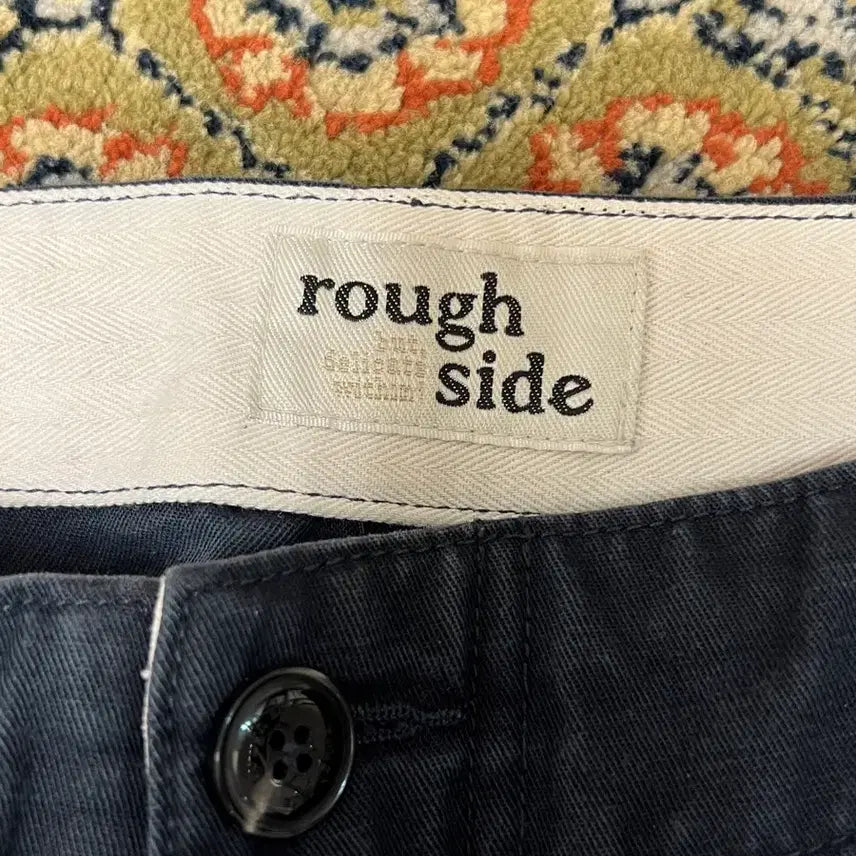 rough
but,
delicate
within!
side